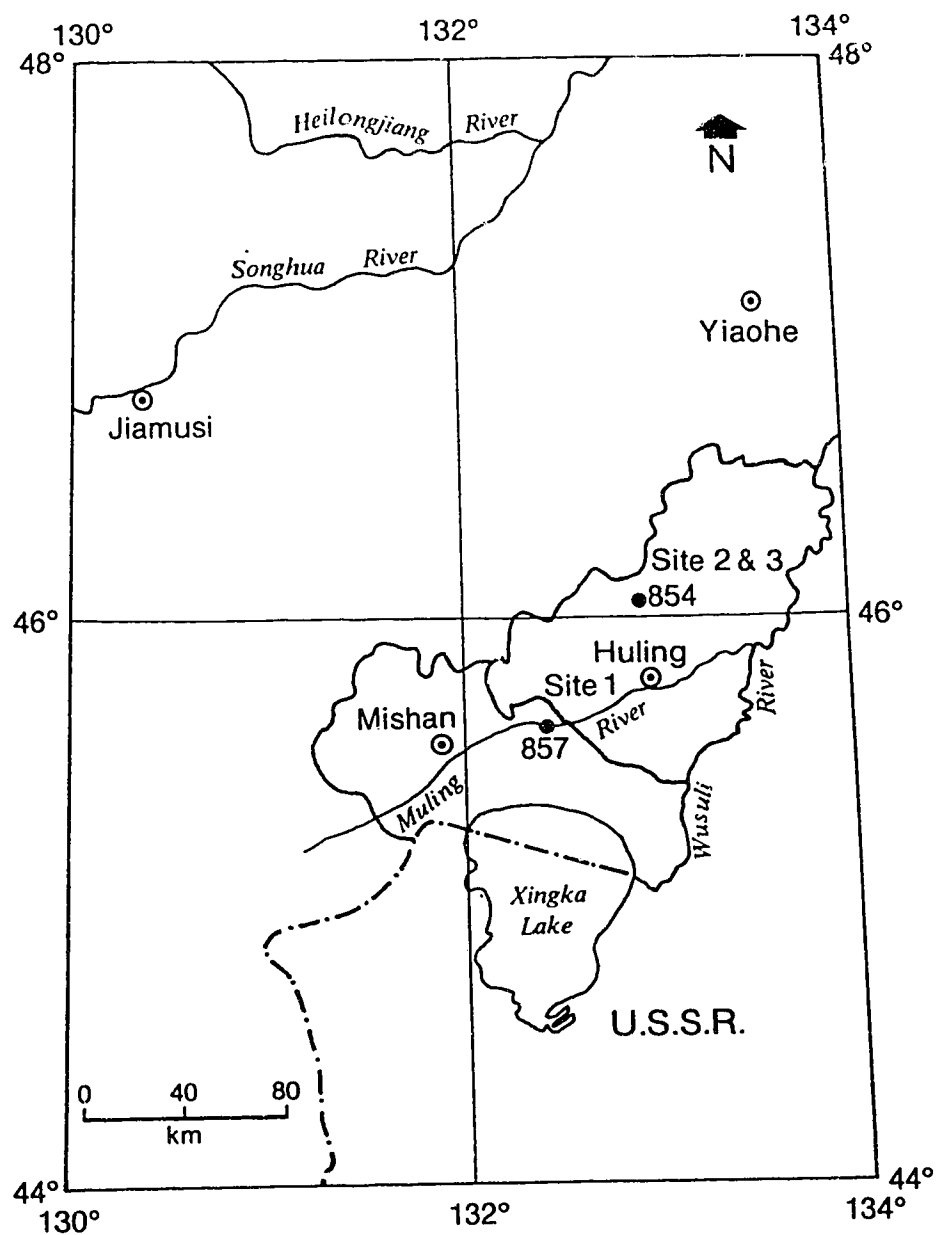 130°
132°
134°
48°
48°
Heilongjiang River
N
Songhua River
Yiaohe
Jiamusi
Site 2 & 3
854
46°
46°
Huling
Site 1
River
River
Mishan
857
Muling
Wusuli
Xingka
Lake
U.S.S.R.
0 40 80
km
44°
44°
130°
132°
134°